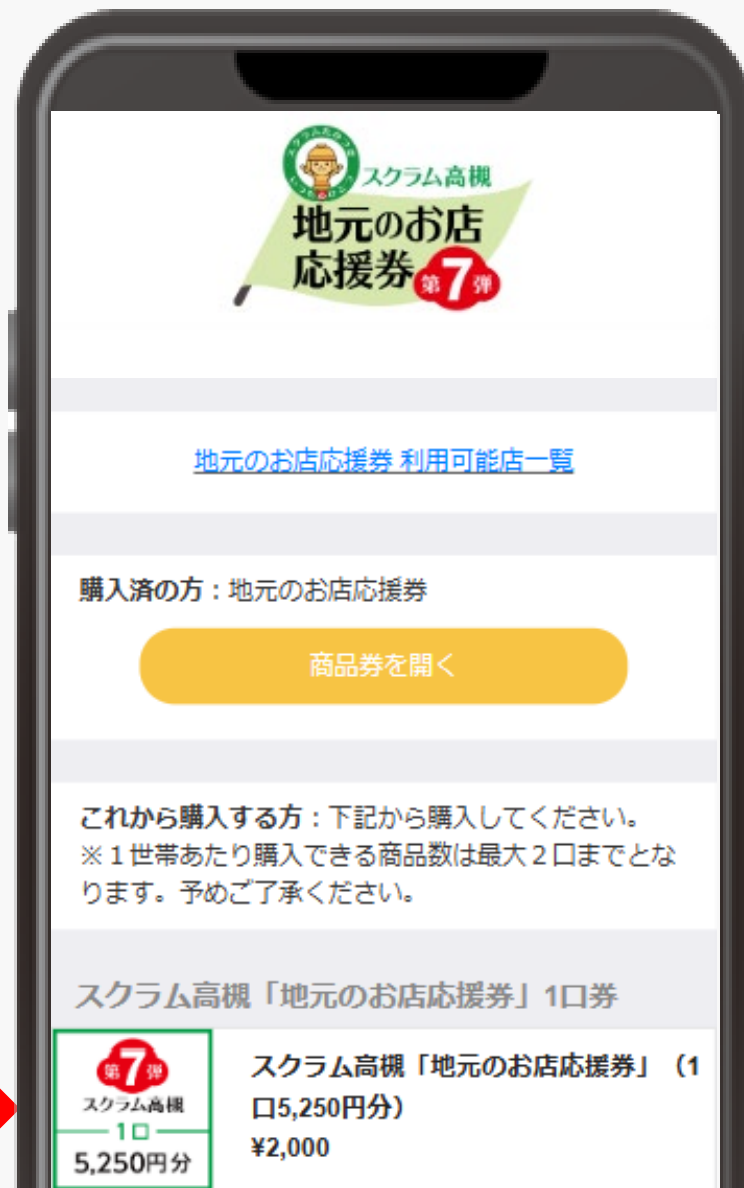 スクラム高槻
地元のお店
応援券 第7弾
地元のお店応援券 利用可能店一覧
購入済の方：地元のお店応援券
商品券を開く
これから購入する方：下記から購入してください。
※１世帯あたり購入できる商品数は最大２口までとな
ります。予めご了承ください。
スクラム高槻「地元のお店応援券」1口券
第7弾
スクラム高槻
1口
5,250円分
スクラム高槻「地元のお店応援券」（1
口5,250円分）
¥2,000